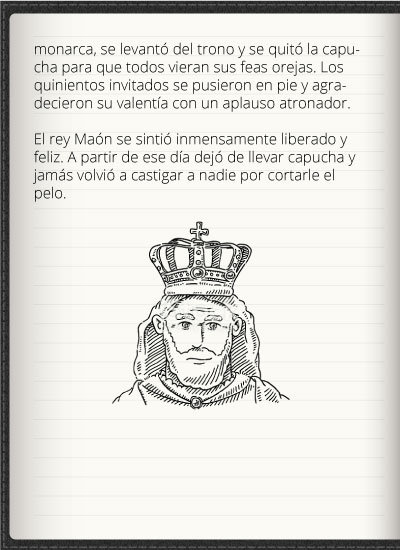 monarca, se levantó del trono y se quitó la capu-
cha para que todos vieran sus feas orejas. Los
quinientos invitados se pusieron en pie y agra-
decieron su valentía con un aplauso atronador.
El rey Maón se sintió inmensamente liberado y
feliz. A partir de ese día dejó de llevar capucha y
jamás volvió a castigar a nadie por cortarle el
pelo.